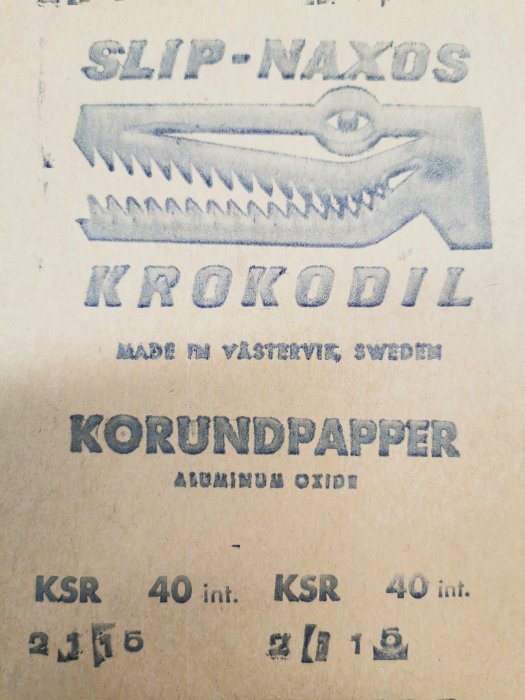 SLIP-NAXOS
KROKODIL
MADE IN VÄSTERVIK, SWEDEN
KORUNDPAPPER
ALUMINUM OXIDE
KSR 40 int. KSR 40 int.